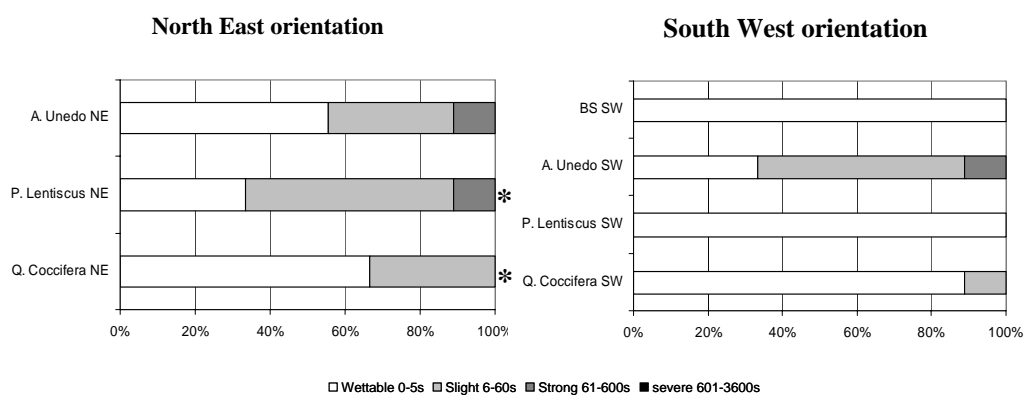 North East orientation
A. Unedo NE
P. Lentiscus NE
*
Q. Coccifera NE
*
0% 20% 40% 60% 80% 100%
South West orientation
BS SW
A. Unedo SW
P. Lentiscus SW
Q. Coccifera SW
0% 20% 40% 60% 80% 100%
Wettable 0-5s Slight 6-60s Strong 61-600s severe 601-3600s